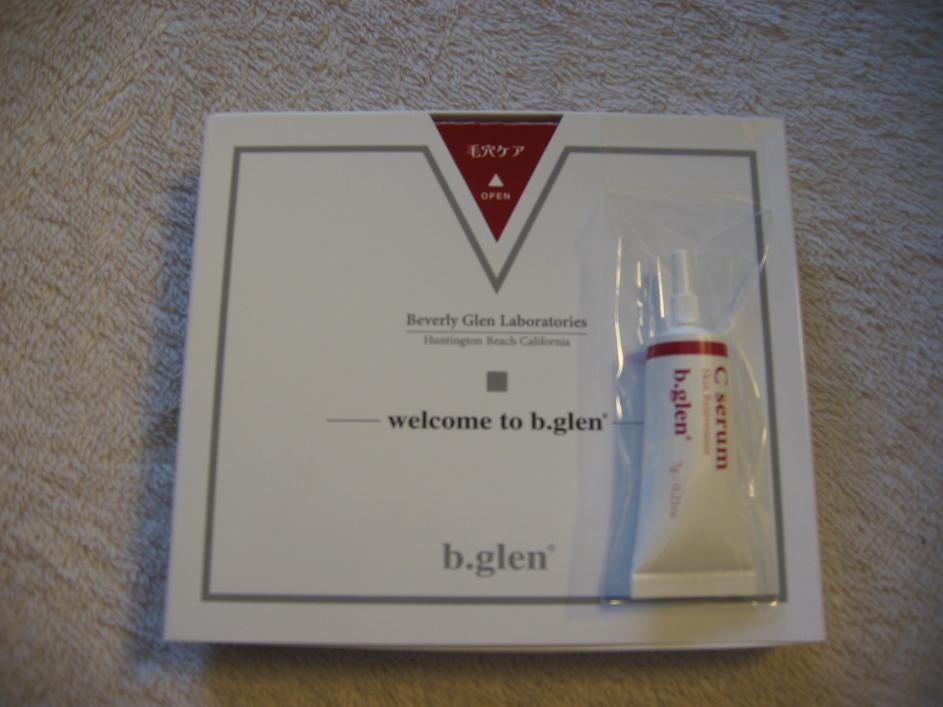 毛穴ケア
OPEN
Beverly Glen Laboratories
Huntington Beach California
welcome to b.glen®
b.glen®
C serum
Skin Rejuvenator
b.glen®